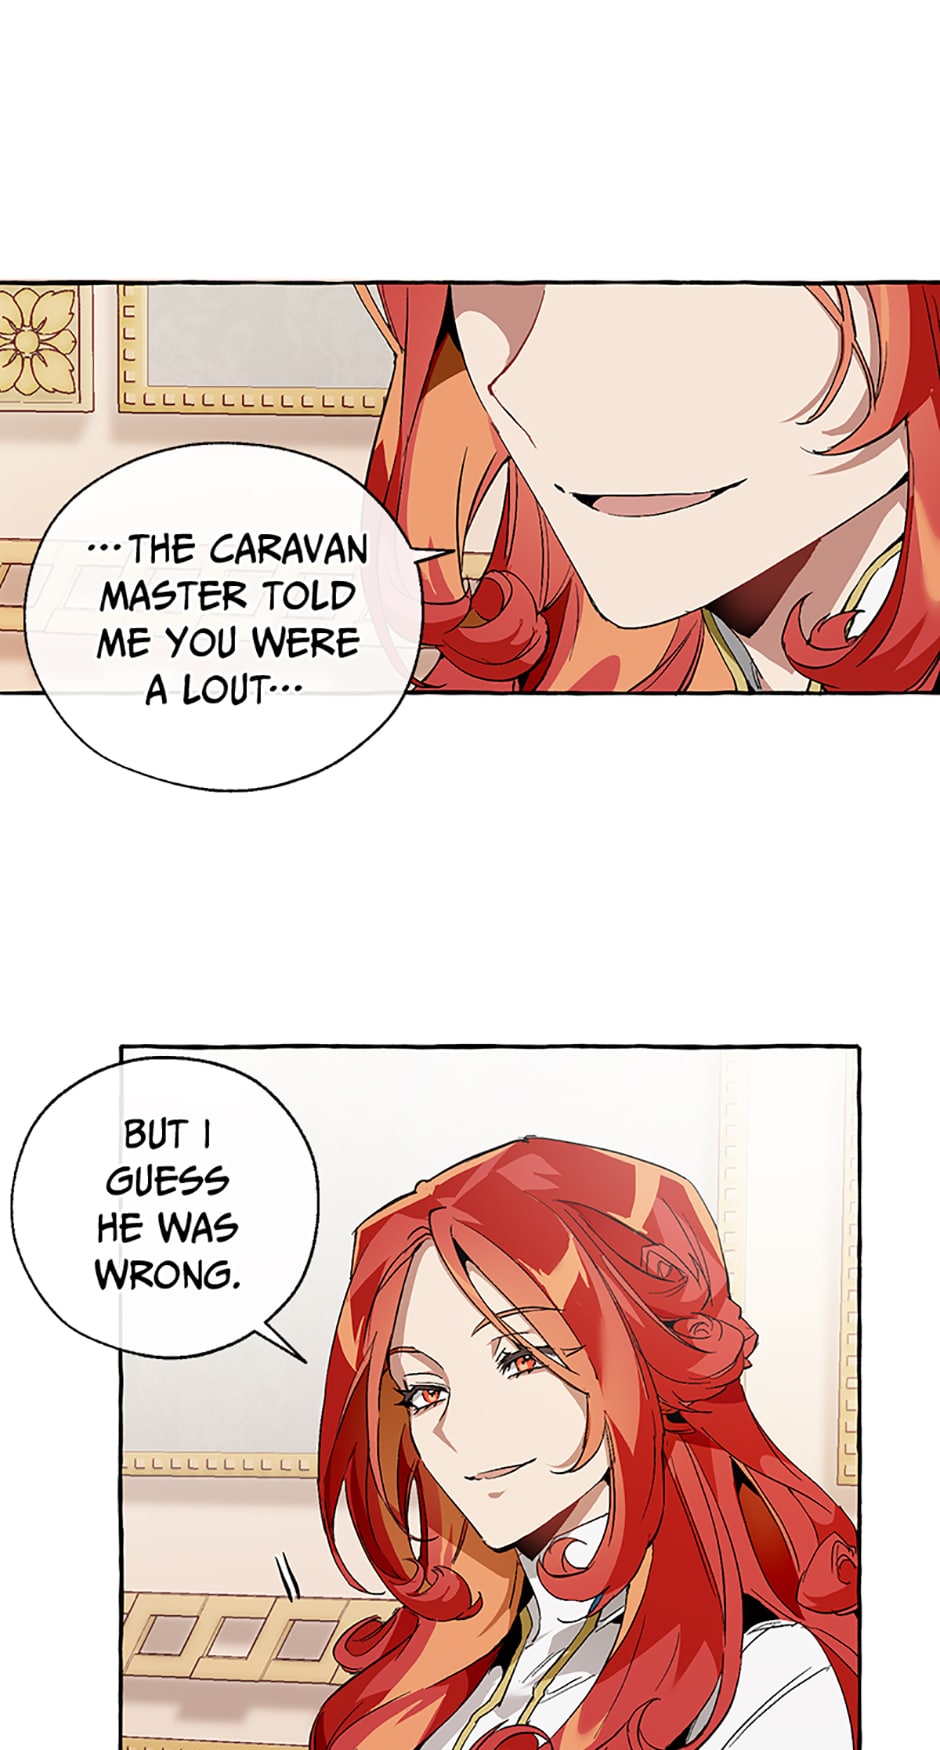 ...THE CARAVAN
MASTER TOLD
ME YOU WERE
A LOUT...
BUT I
GUESS
HE WAS
WRONG.